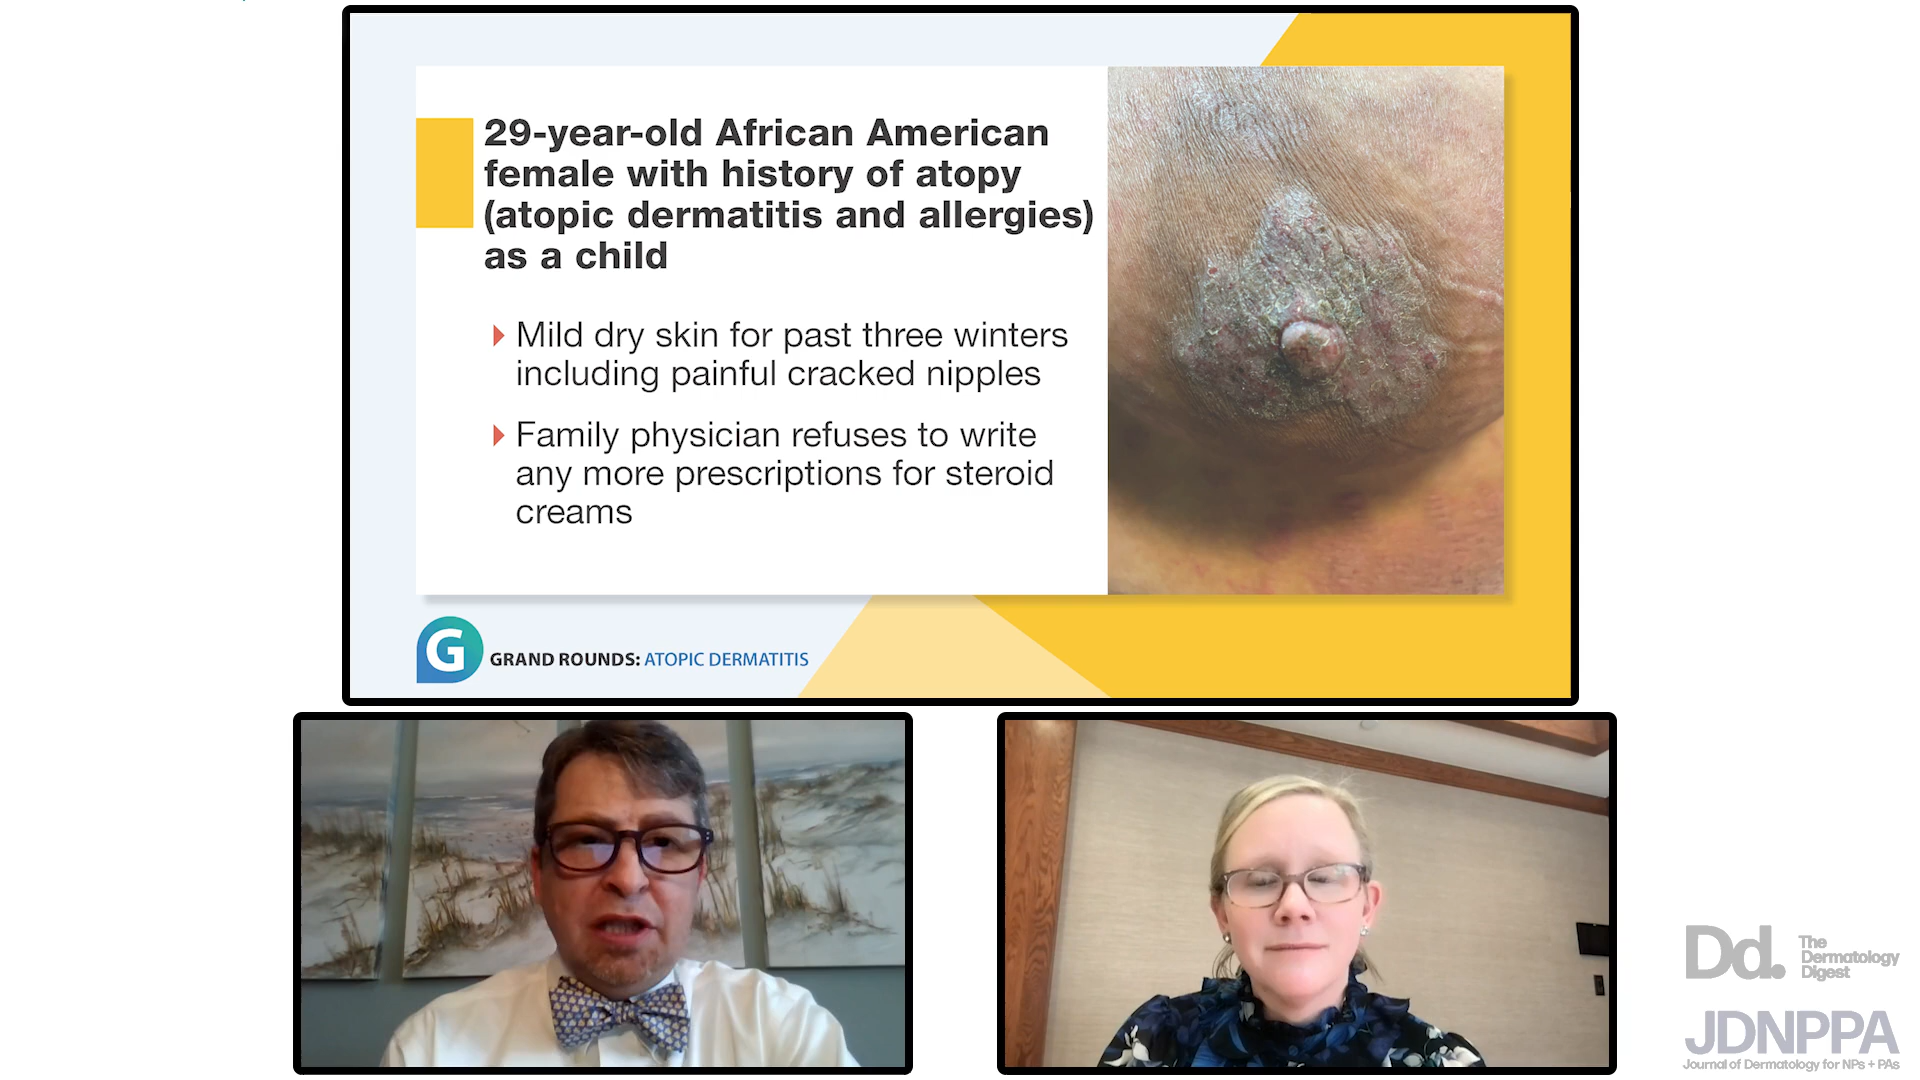 29-year-old African American
female with history of atopy
(atopic dermatitis and allergies)
as a child
Mild dry skin for past three winters
including painful cracked nipples
Family physician refuses to write
any more prescriptions for steroid
creams
G
GRAND ROUNDS: ATOPIC DERMATITIS
Dd.
The
Dermatology
Digest
JDNPPA
Journal of Dermatology for NPs + PAs